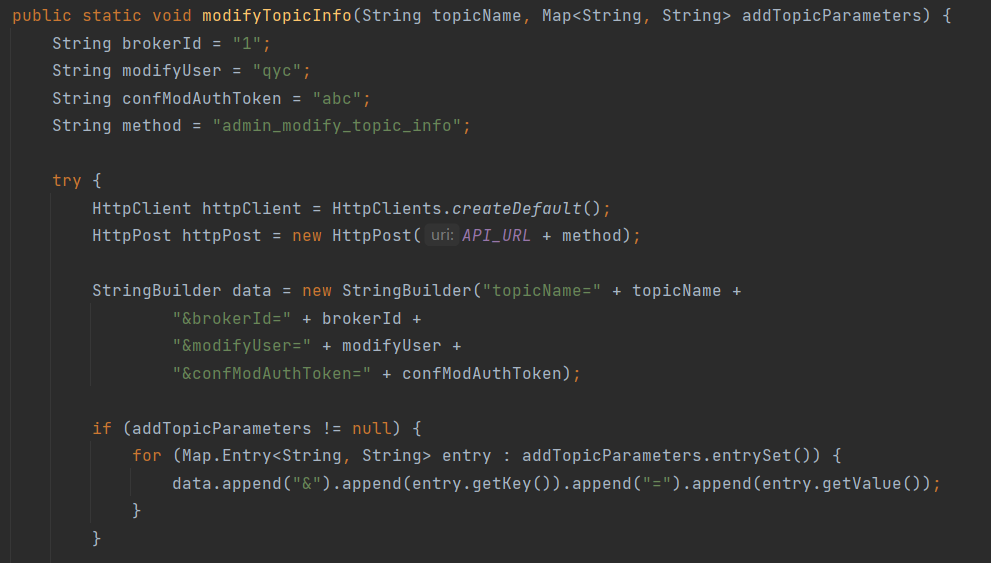 public static void modifyTopicInfo(String topicName, Map<String, String> addTopicParameters) {
String brokerId = "1";
String modifyUser = "qyc";
String confModAuthToken = "abc";
String method = "admin_modify_topic_info";
try {
HttpClient httpClient = HttpClients.createDefault();
HttpPost httpPost = new HttpPost( uri: API_URL + method);
StringBuilder data = new StringBuilder("topicName=" + topicName +
"&brokerId=" + brokerId +
"&modifyUser=" + modifyUser +
"&confModAuthToken=" + confModAuthToken);
if (addTopicParameters != null) {
for (Map.Entry<String, String> entry : addTopicParameters.entrySet()) {
data.append("&").append(entry.getKey()).append("=").append(entry.getValue());
}
}